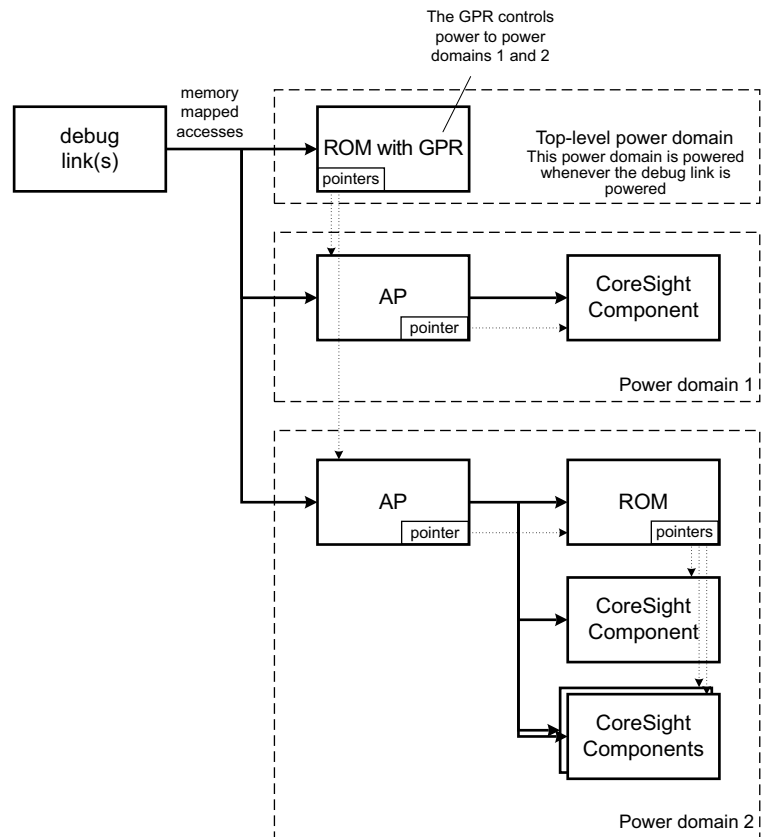 The GPR controls
power to power
domains 1 and 2
debug
link(s)
memory
mapped
accesses
ROM with GPR
pointers
Top-level power domain
This power domain is powered
whenever the debug link is
powered
AP
pointer
CoreSight
Component
Power domain 1
AP
pointer
ROM
pointers
CoreSight
Component
CoreSight
Components
Power domain 2